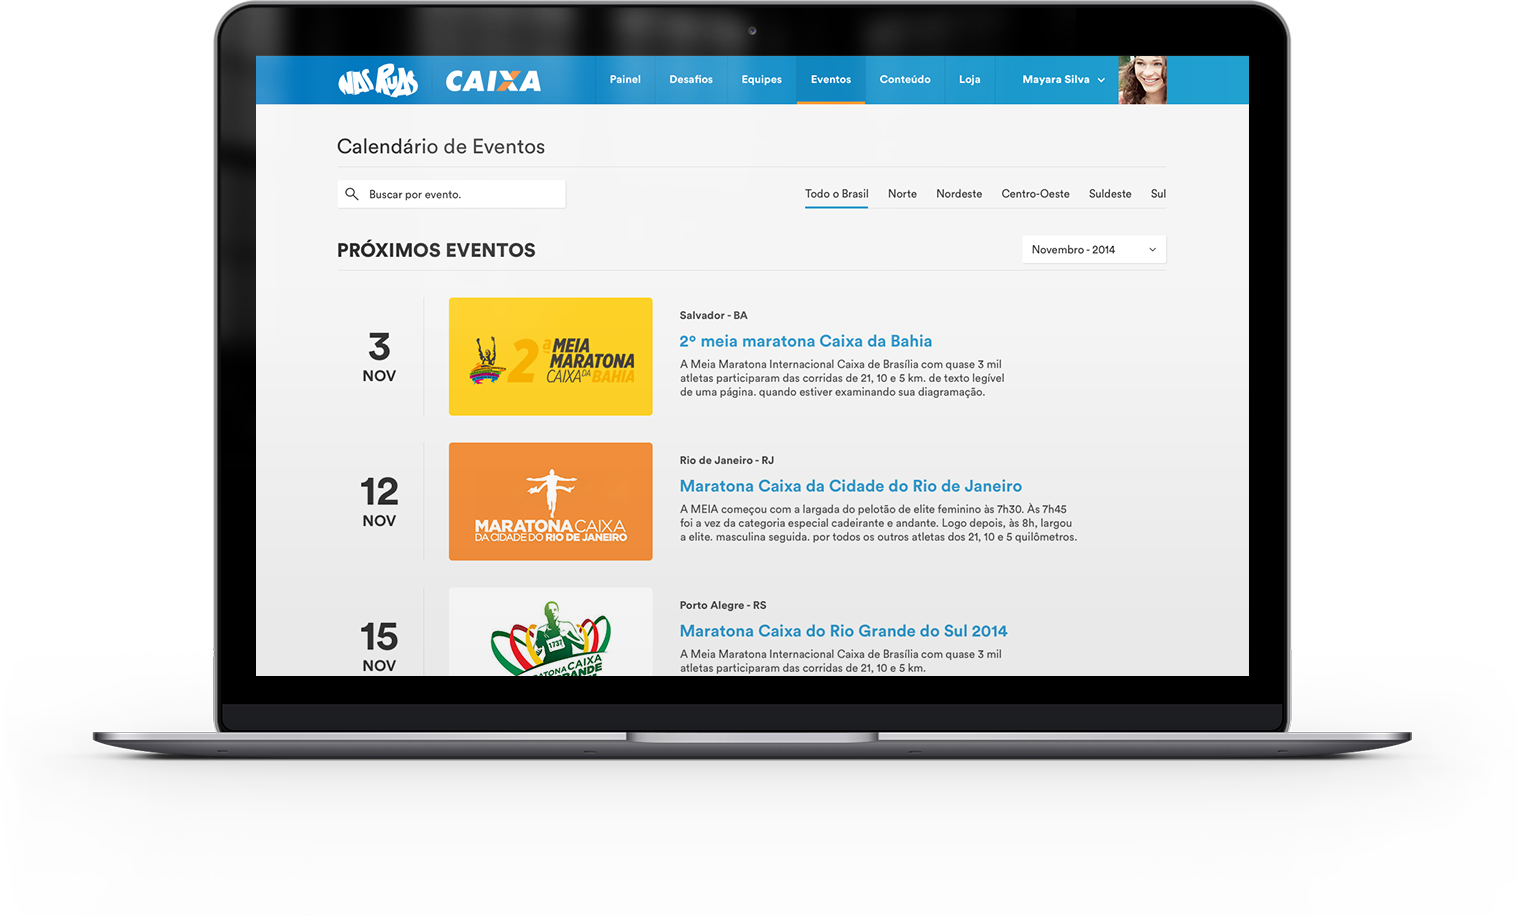 NAS RUAS
CAIXA
Painel
Desafios
Equipes
Eventos
Conteúdo
Loja
Mayara Silva
Calendário de Eventos
Buscar por evento.
Todo o Brasil
Norte
Nordeste
Centro-Oeste
Suldeste
Sul
PRÓXIMOS EVENTOS
Novembro - 2014
3
NOV
2ª MEIA
MARATONA
CAIXA DA BAHIA
Salvador - BA
2º meia maratona Caixa da Bahia
A Meia Maratona Internacional Caixa de Brasília com quase 3 mil
atletas participaram das corridas de 21, 10 e 5 km. de texto legível
de uma página. quando estiver examinando sua diagramação.
12
NOV
MARATONA CAIXA
DA CIDADE DO RIO DE JANEIRO
Rio de Janeiro - RJ
Maratona Caixa da Cidade do Rio de Janeiro
A MEIA começou com a largada do pelotão de elite feminino às 7h30. Às 7h45
foi a vez da categoria especial cadeirante e andante. Logo depois, às 8h, largou
a elite. masculina seguida. por todos os outros atletas dos 21, 10 e 5 quilômetros.
15
NOV
1737
CAIXA
Porto Alegre - RS
Maratona Caixa do Rio Grande do Sul 2014
A Meia Maratona Internacional Caixa de Brasília com quase 3 mil
atletas participaram das corridas de 21, 10 e 5 km.